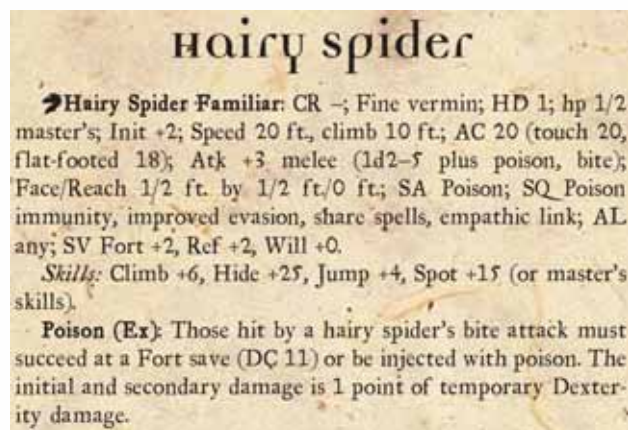 Hairy Spider
Hairy Spider Familiar: CR –; Fine vermin; HD 1; hp 1/2
master's; Init +2; Speed 20 ft., climb 10 ft.; AC 20 (touch 20,
flat-footed 18); Atk +3 melee (1d2–5 plus poison, bite);
Face/Reach 1/2 ft. by 1/2 ft./0 ft.; SA Poison; SQ Poison
immunity, improved evasion, share spells, empathic link; AL
any; SV Fort +2, Ref +2, Will +0.
Skills: Climb +6, Hide +25, Jump +4, Spot +15 (or master's
skills).
Poison (Ex): Those hit by a hairy spider's bite attack must
succeed at a Fort save (DC 11) or be injected with poison. The
initial and secondary damage is 1 point of temporary Dexter-
ity damage.